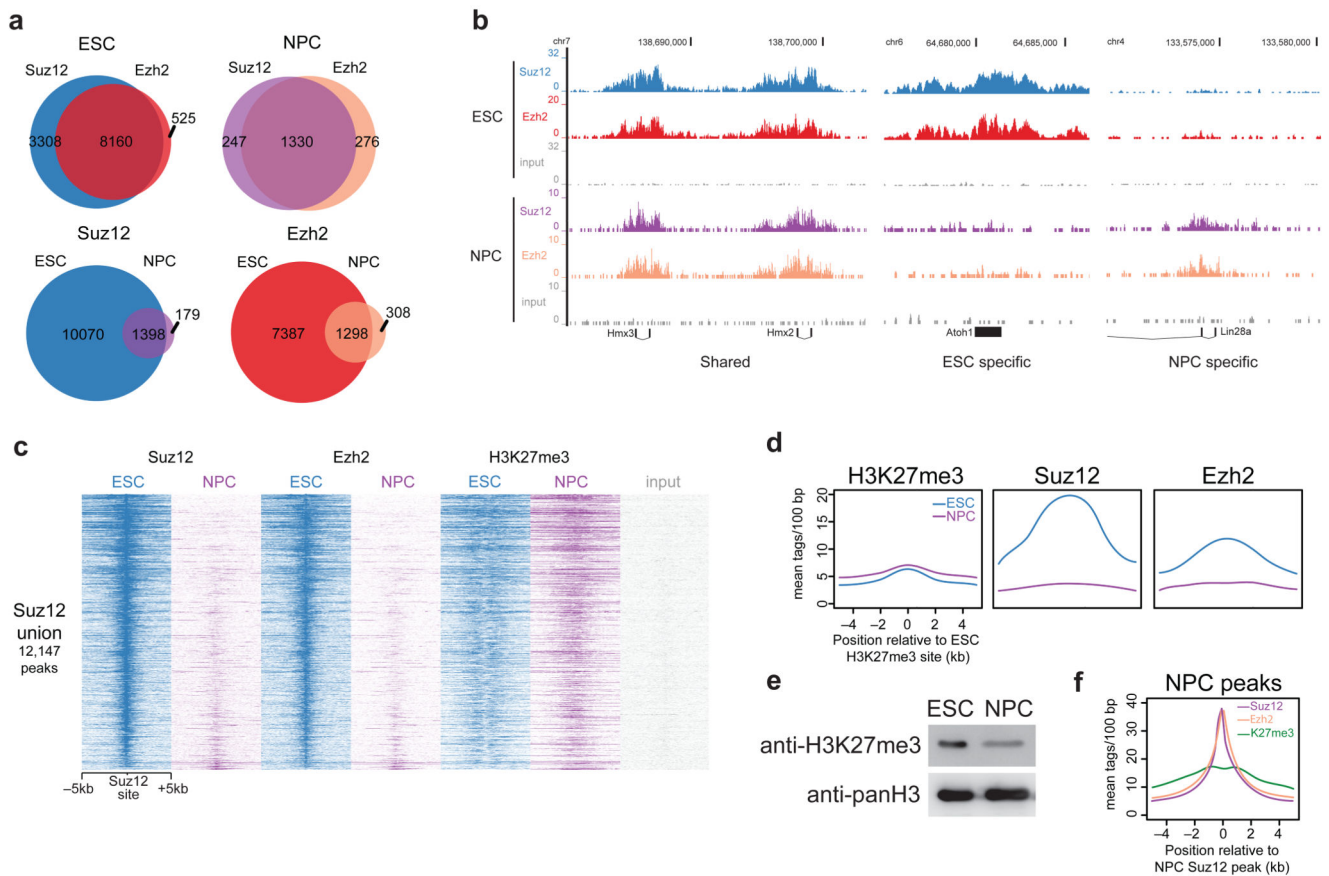 a
ESC
Suz12 Ezh2
3308 8160 525
NPC
Suz12 Ezh2
247 1330 276
Suz12
ESC NPC
10070 1398 179
Ezh2
ESC NPC
7387 1298 308
b
chr7 138,690,000 138,700,000 chr6 64,680,000 64,685,000 chr4 133,575,000 133,580,000
ESC
32
Suz12
0
20
Ezh2
0
32
input
0
NPC
10
Suz12
0
10
Ezh2
0
10
input
0
Hmx3 Hmx2 Atoh1 Lin28a
Shared ESC specific NPC specific
c
Suz12 Ezh2 H3K27me3
ESC NPC ESC NPC ESC NPC input
Suz12
union
12,147
peaks
−5kb Suz12 site +5kb
d
H3K27me3 Suz12 Ezh2
ESC
NPC
mean tags/100 bp
20
15
10
5
0
−4 −2 0 2 4
Position relative to ESC
H3K27me3 site (kb)
e
ESC NPC
anti-H3K27me3
anti-panH3
f
NPC peaks
Suz12
Ezh2
K27me3
mean tags/100 bp
40
30
20
10
0
−4 −2 0 2 4
Position relative to
NPC Suz12 peak (kb)